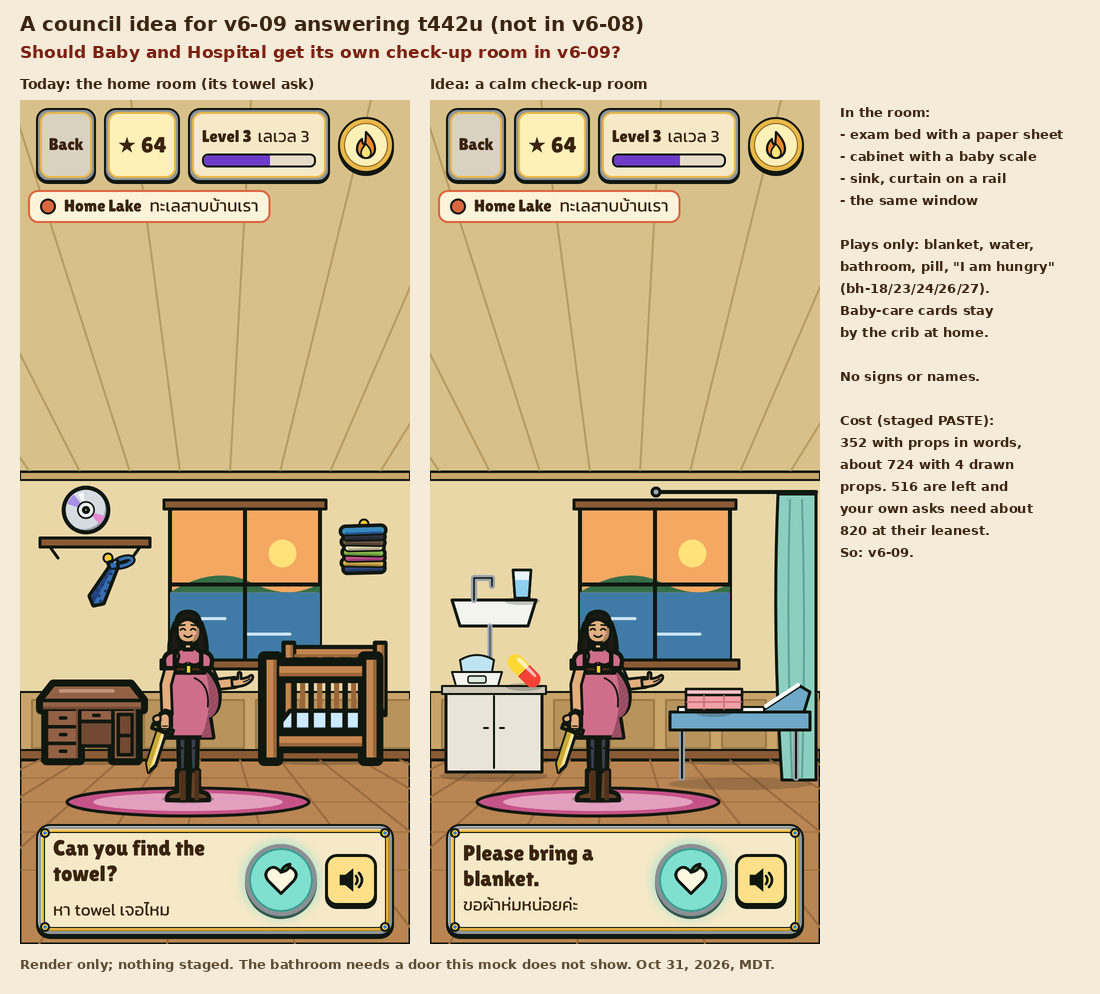 A council idea for v6-09 answering t442u (not in v6-08)
Should Baby and Hospital get its own check-up room in v6-09?
Today: the home room (its towel ask)
Back
★ 64
Level 3 เลเวล 3
Home Lake ทะเลสาบบ้านเรา
Can you find the
towel?
หา towel เจอไหม
Idea: a calm check-up room
Back
★ 64
Level 3 เลเวล 3
Home Lake ทะเลสาบบ้านเรา
Please bring a
blanket.
ขอผ้าห่มหน่อยค่ะ
In the room:
- exam bed with a paper sheet
- cabinet with a baby scale
- sink, curtain on a rail
- the same window
Plays only: blanket, water,
bathroom, pill, "I am hungry"
(bh-18/23/24/26/27).
Baby-care cards stay
by the crib at home.
No signs or names.
Cost (staged PASTE):
352 with props in words,
about 724 with 4 drawn
props. 516 are left and
your own asks need about
820 at their leanest.
So: v6-09.
Render only; nothing staged. The bathroom needs a door this mock does not show. Oct 31, 2026, MDT.